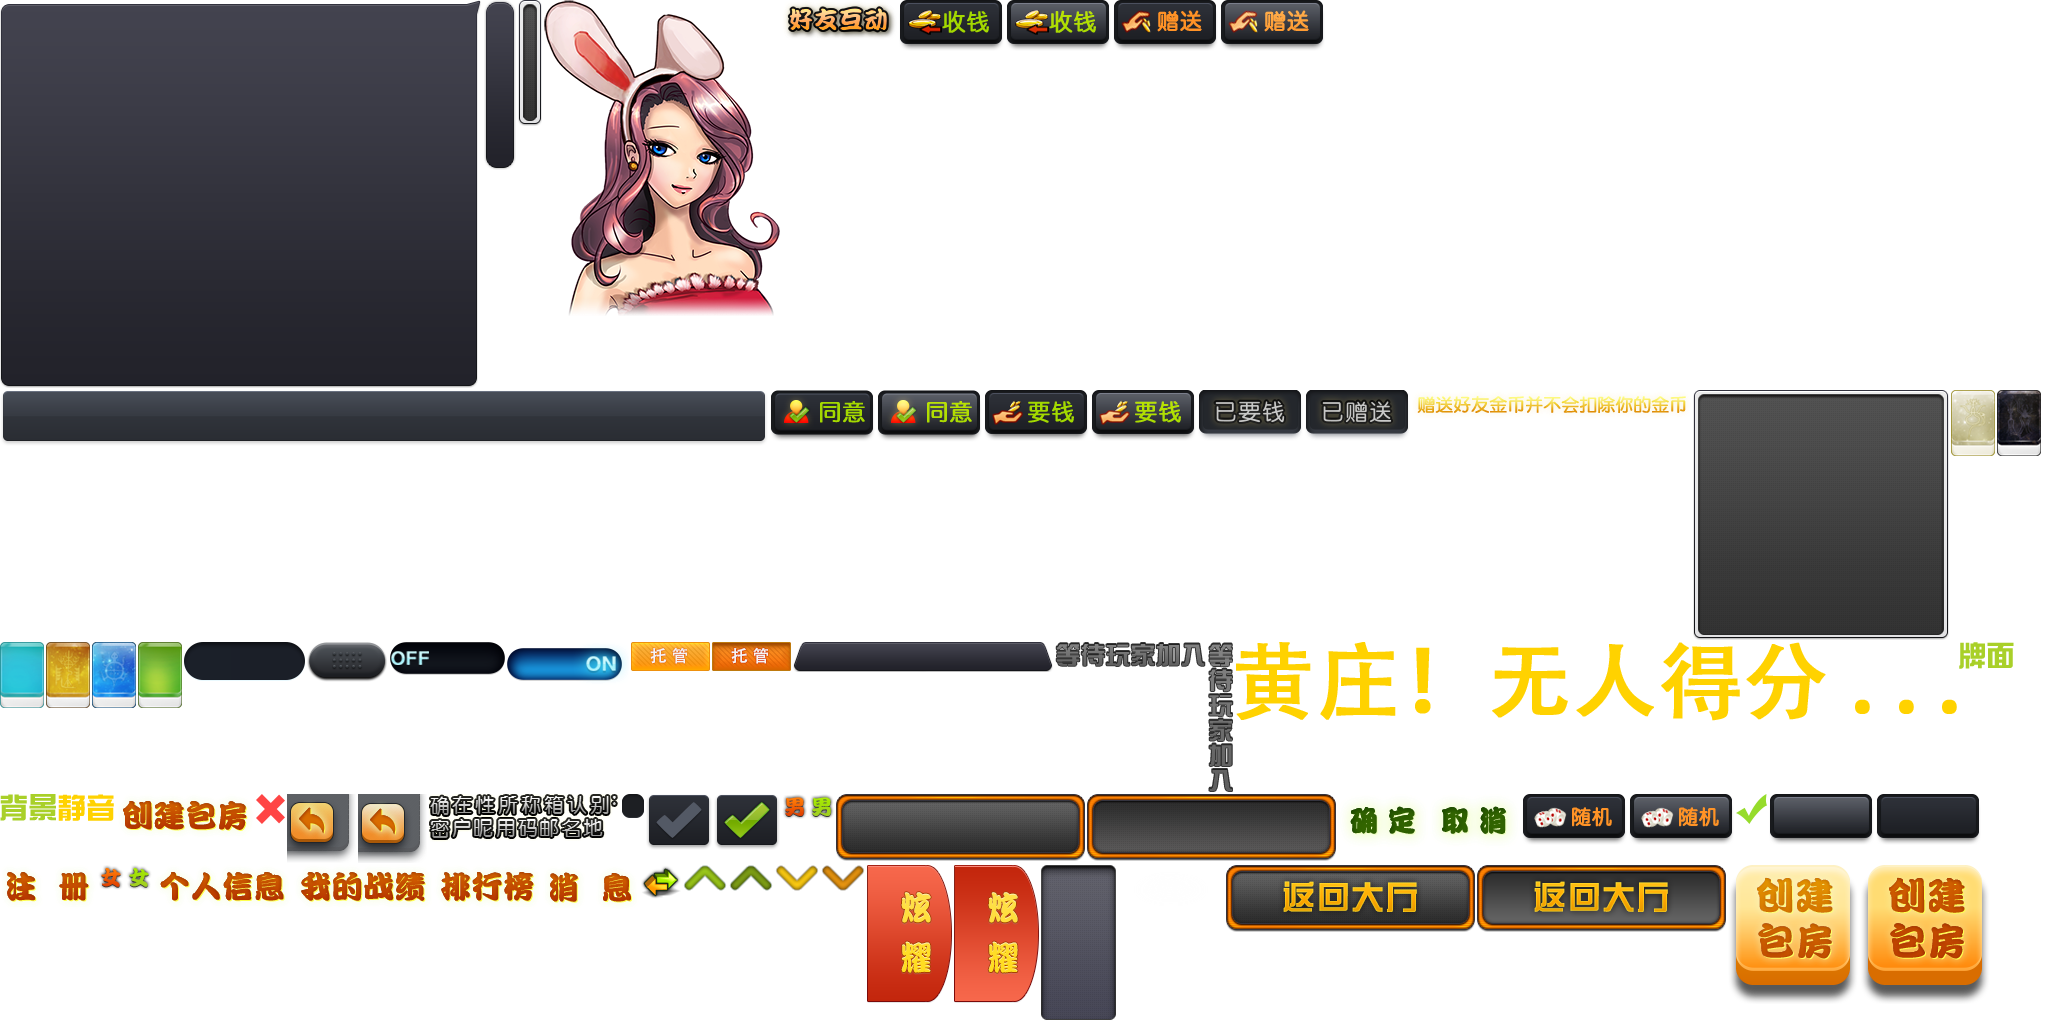 好友互动
收钱
收钱
赠送
赠送
同意
同意
要钱
要钱
已要钱
已赠送
赠送好友金币并不会扣除你的金币
OFF
ON
托管
托管
等待玩家加入
等待玩家加入
黄庄！无人得分...
牌面
背景静音
创建包房
确在性所称箱认别:
密户昵用码邮名地
男
男
确定
取消
随机
随机
注册
女
女
个人信息
我的战绩
排行榜
消息
炫耀
炫耀
返回大厅
返回大厅
创建
包房
创建
包房